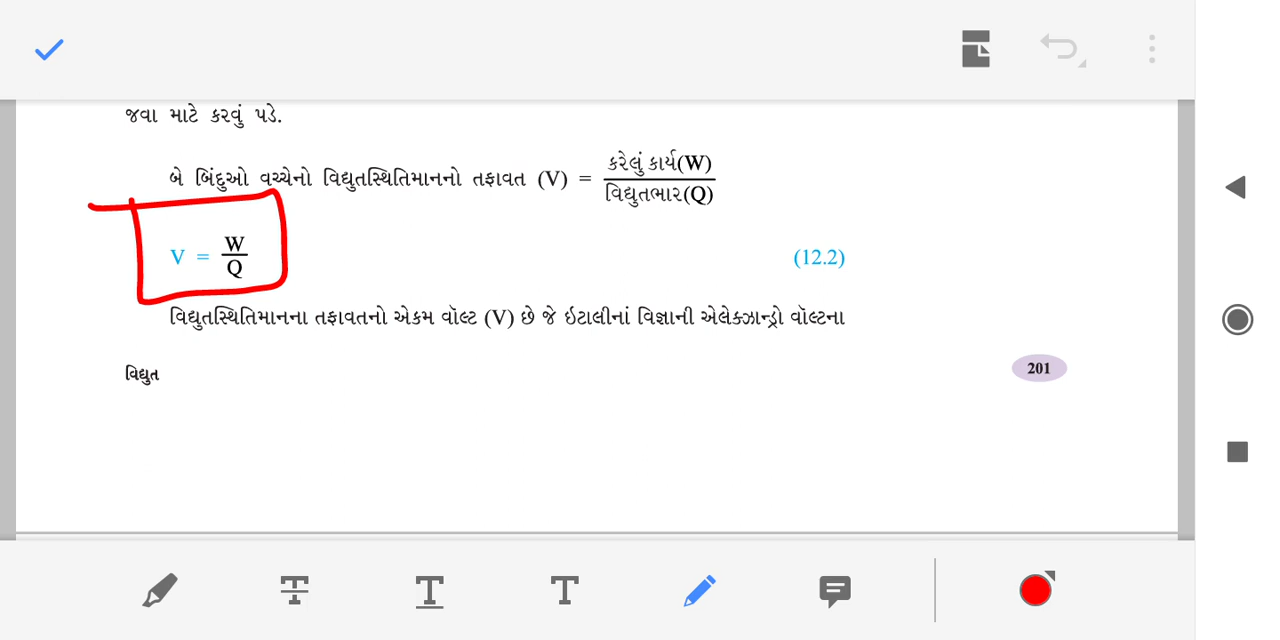 જવા માટે કરવું પડે.
બે બિંદુઓ વચ્ચેનો વિદ્યુતસ્થિતિમાનનો તફાવત (V) = કરેલું કાર્ય(W) / વિદ્યુતભાર(Q)
V = W / Q (12.2)
વિદ્યુતસ્થિતિમાનના તફાવતનો એકમ વૉલ્ટ (V) છે જે ઇટાલીનાં વિજ્ઞાની એલેક્ઝાન્ડ્રો વૉલ્ટના
વિદ્યુત 201